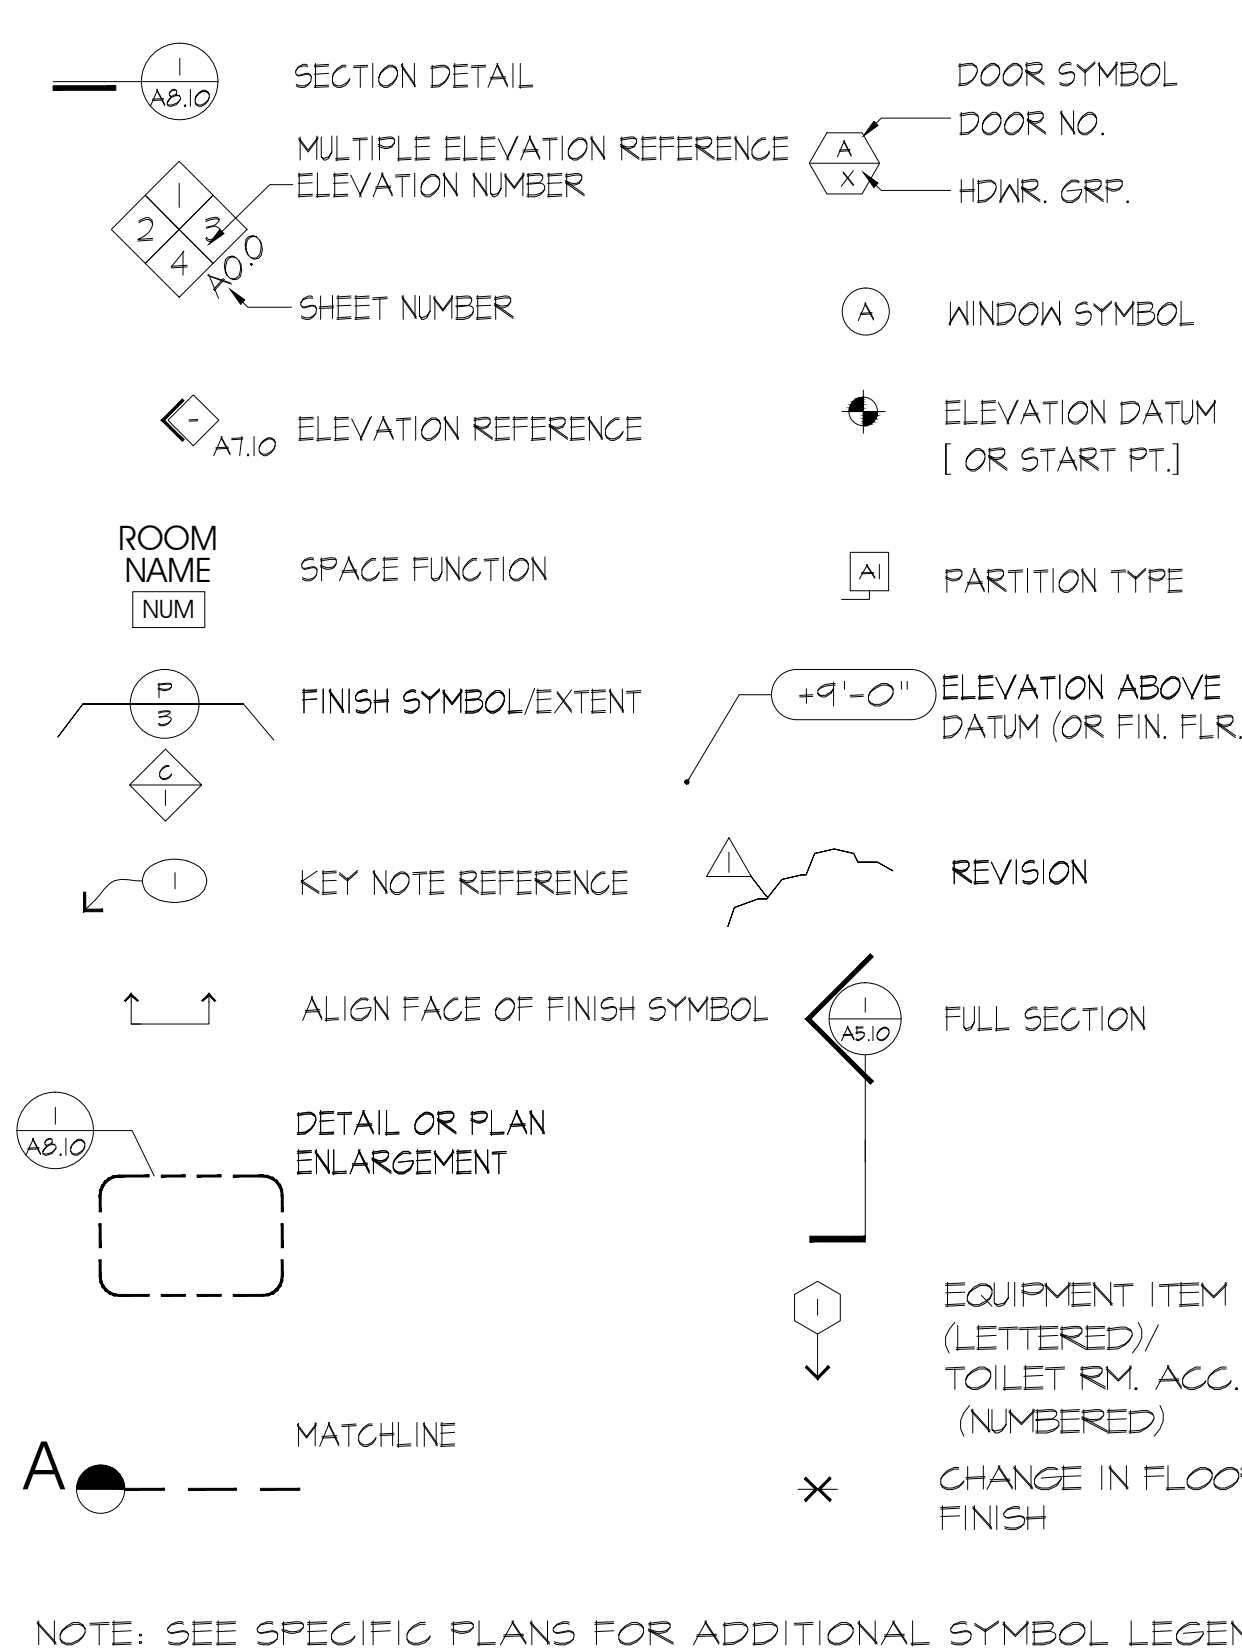 1
A8.10
SECTION DETAIL
MULTIPLE ELEVATION REFERENCE
ELEVATION NUMBER
1
2 3
4
A0.0
SHEET NUMBER
-
A7.10
ELEVATION REFERENCE
ROOM
NAME
NUM
SPACE FUNCTION
P
3
FINISH SYMBOL/EXTENT
C
1
1
KEY NOTE REFERENCE
ALIGN FACE OF FINISH SYMBOL
1
A8.10
DETAIL OR PLAN
ENLARGEMENT
MATCHLINE
A
DOOR SYMBOL
DOOR NO.
A
X
HDWR. GRP.
A
WINDOW SYMBOL
ELEVATION DATUM
[ OR START PT.]
A1
PARTITION TYPE
+9'-0"
ELEVATION ABOVE
DATUM (OR FIN. FLR.
1
REVISION
1
A5.10
FULL SECTION
1
EQUIPMENT ITEM
(LETTERED)/
TOILET RM. ACC.
(NUMBERED)
CHANGE IN FLOOR
FINISH
NOTE: SEE SPECIFIC PLANS FOR ADDITIONAL SYMBOL LEGEN